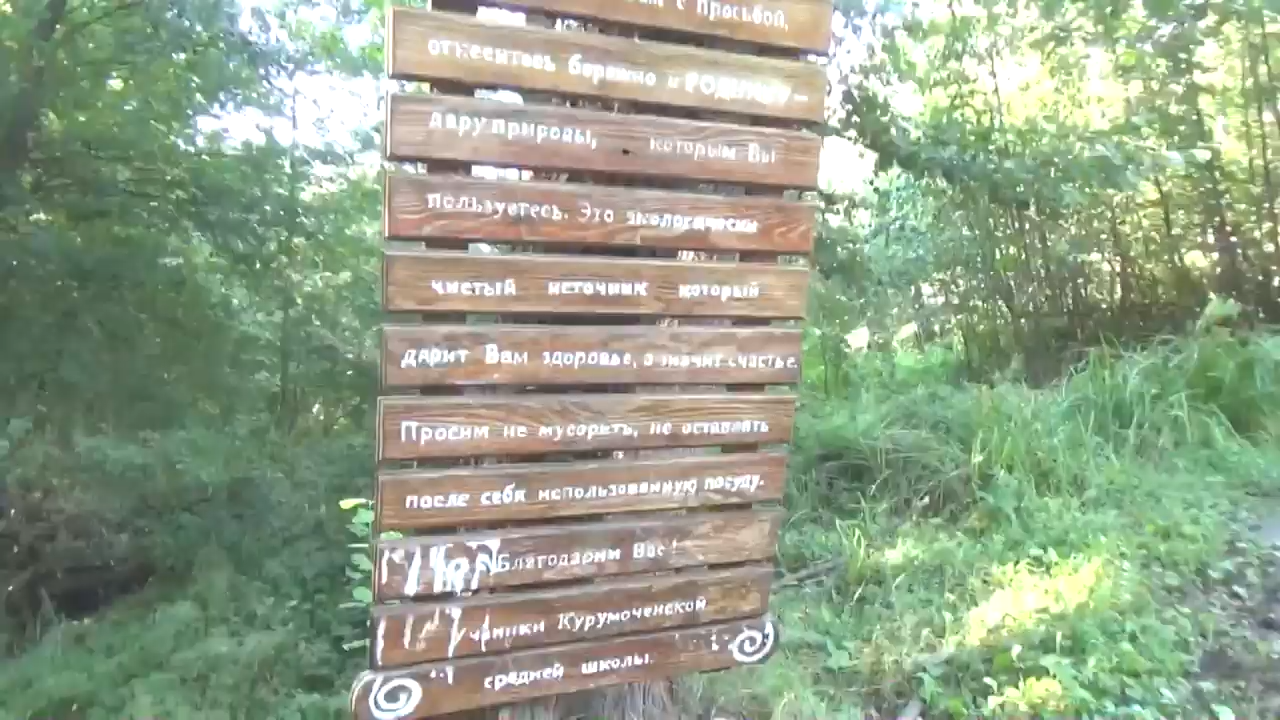 с просьбой,
отнеситесь бережно к РОДНИКУ —
дару природы, которым Вы
пользуетесь. Это экологически
чистый источник который
дарит Вам здоровье, а значит счастье.
Просим не мусорить, не оставлять
после себя использованную посуду.
Благодарим Вас!
Курумоченской
средней школы.